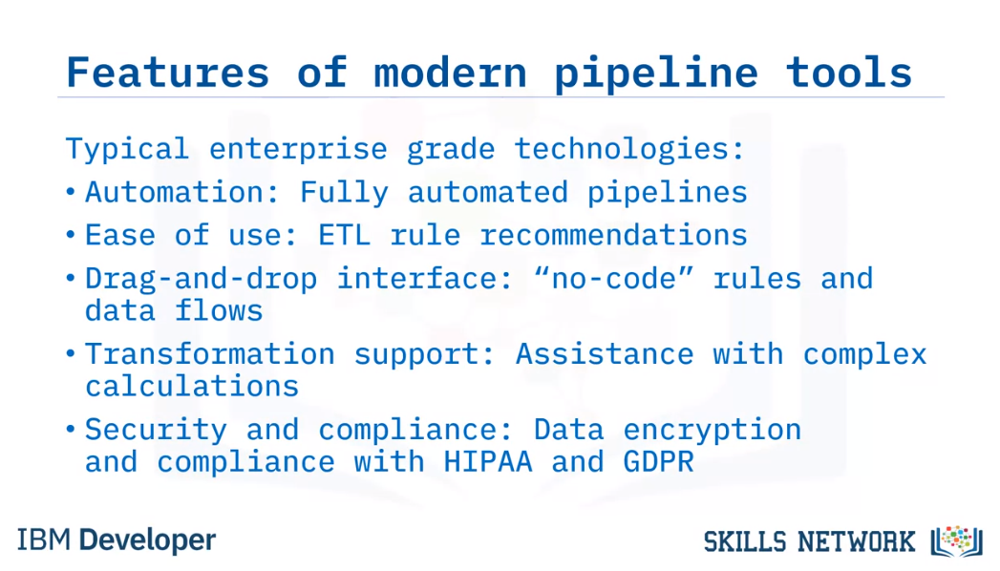 Features of modern pipeline tools
Typical enterprise grade technologies:
• Automation: Fully automated pipelines
• Ease of use: ETL rule recommendations
• Drag-and-drop interface: “no-code” rules and
data flows
• Transformation support: Assistance with complex
calculations
• Security and compliance: Data encryption
and compliance with HIPAA and GDPR
IBM Developer
SKILLS NETWORK